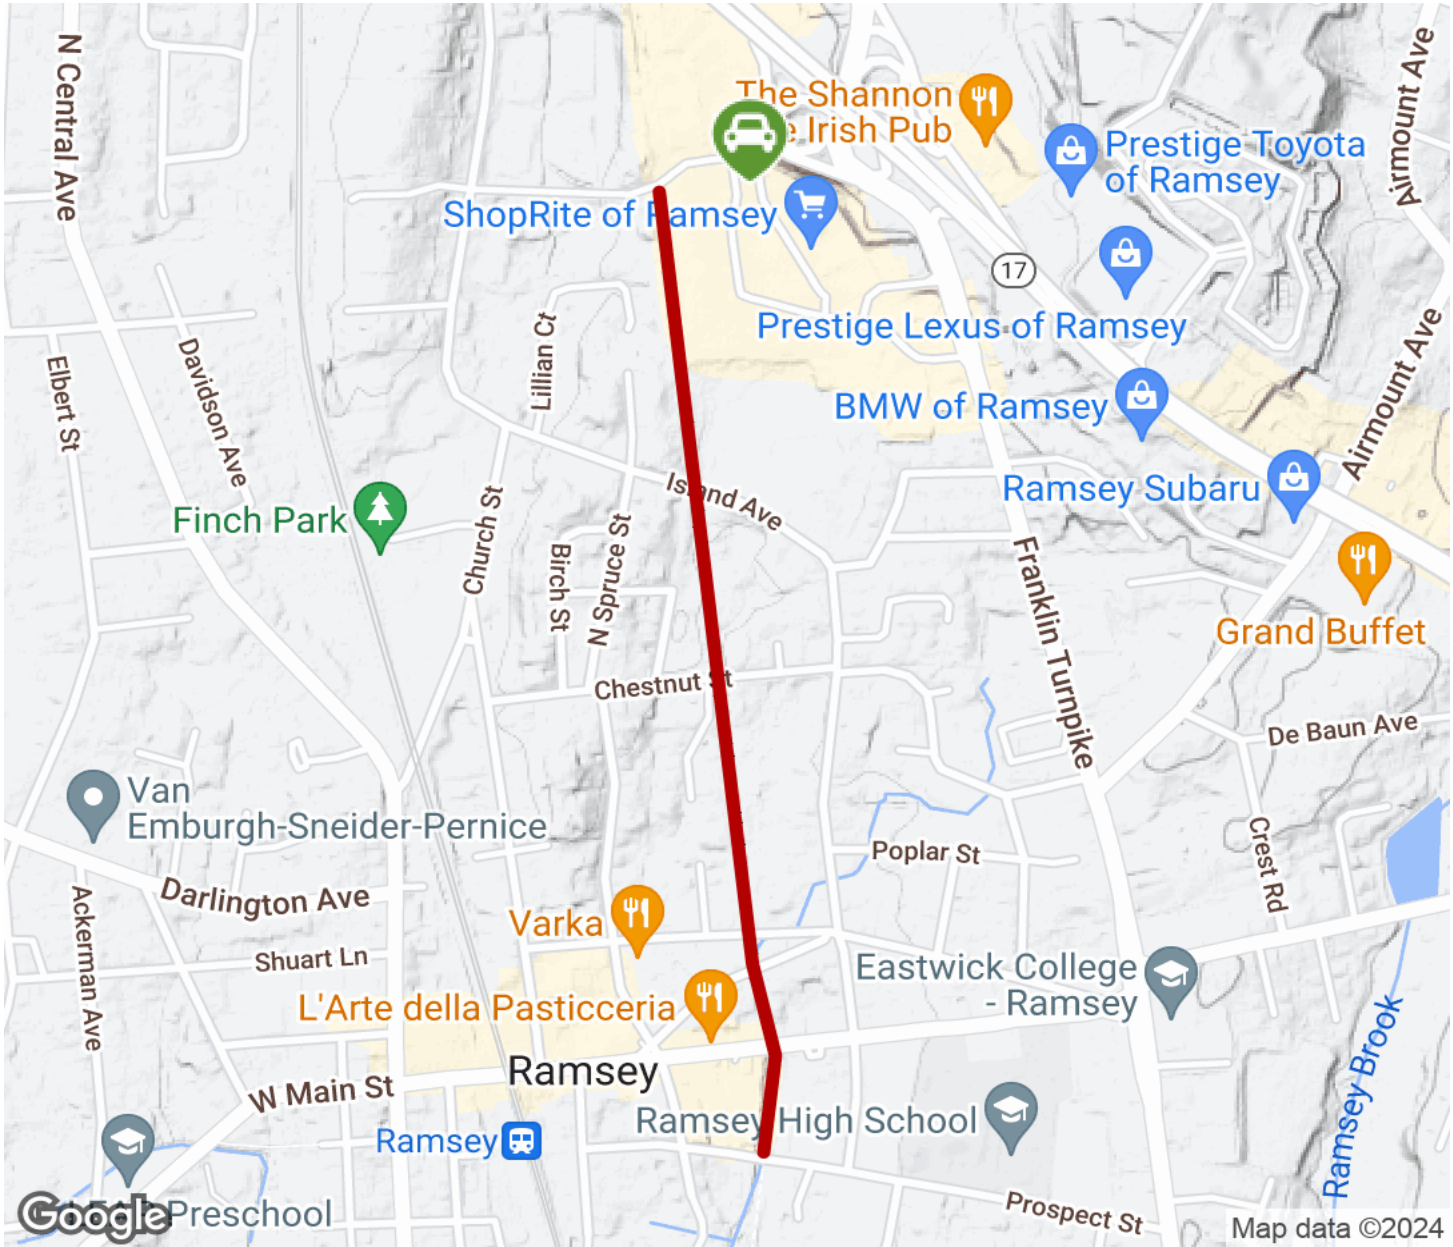 N Central Ave
The Shannon
e Irish Pub
Prestige Toyota
of Ramsey
Airmount Ave
ShopRite of Ramsey
17
Prestige Lexus of Ramsey
Elbert St
Davidson Ave
Lillian Ct
BMW of Ramsey
Airmount Ave
Island Ave
Ramsey Subaru
Finch Park
Church St
Birch St
N Spruce St
Franklin Turnpike
Grand Buffet
Chestnut St
De Baun Ave
Van
Emburgh-Sneider-Pernice
Poplar St
Crest Rd
Darlington Ave
Ackerman Ave
Varka
Shuart Ln
Eastwick College
- Ramsey
L'Arte della Pasticceria
Ramsey
W Main St
Ramsey Brook
Ramsey High School
Ramsey
Preschool
Google
Prospect St
Map data ©2024